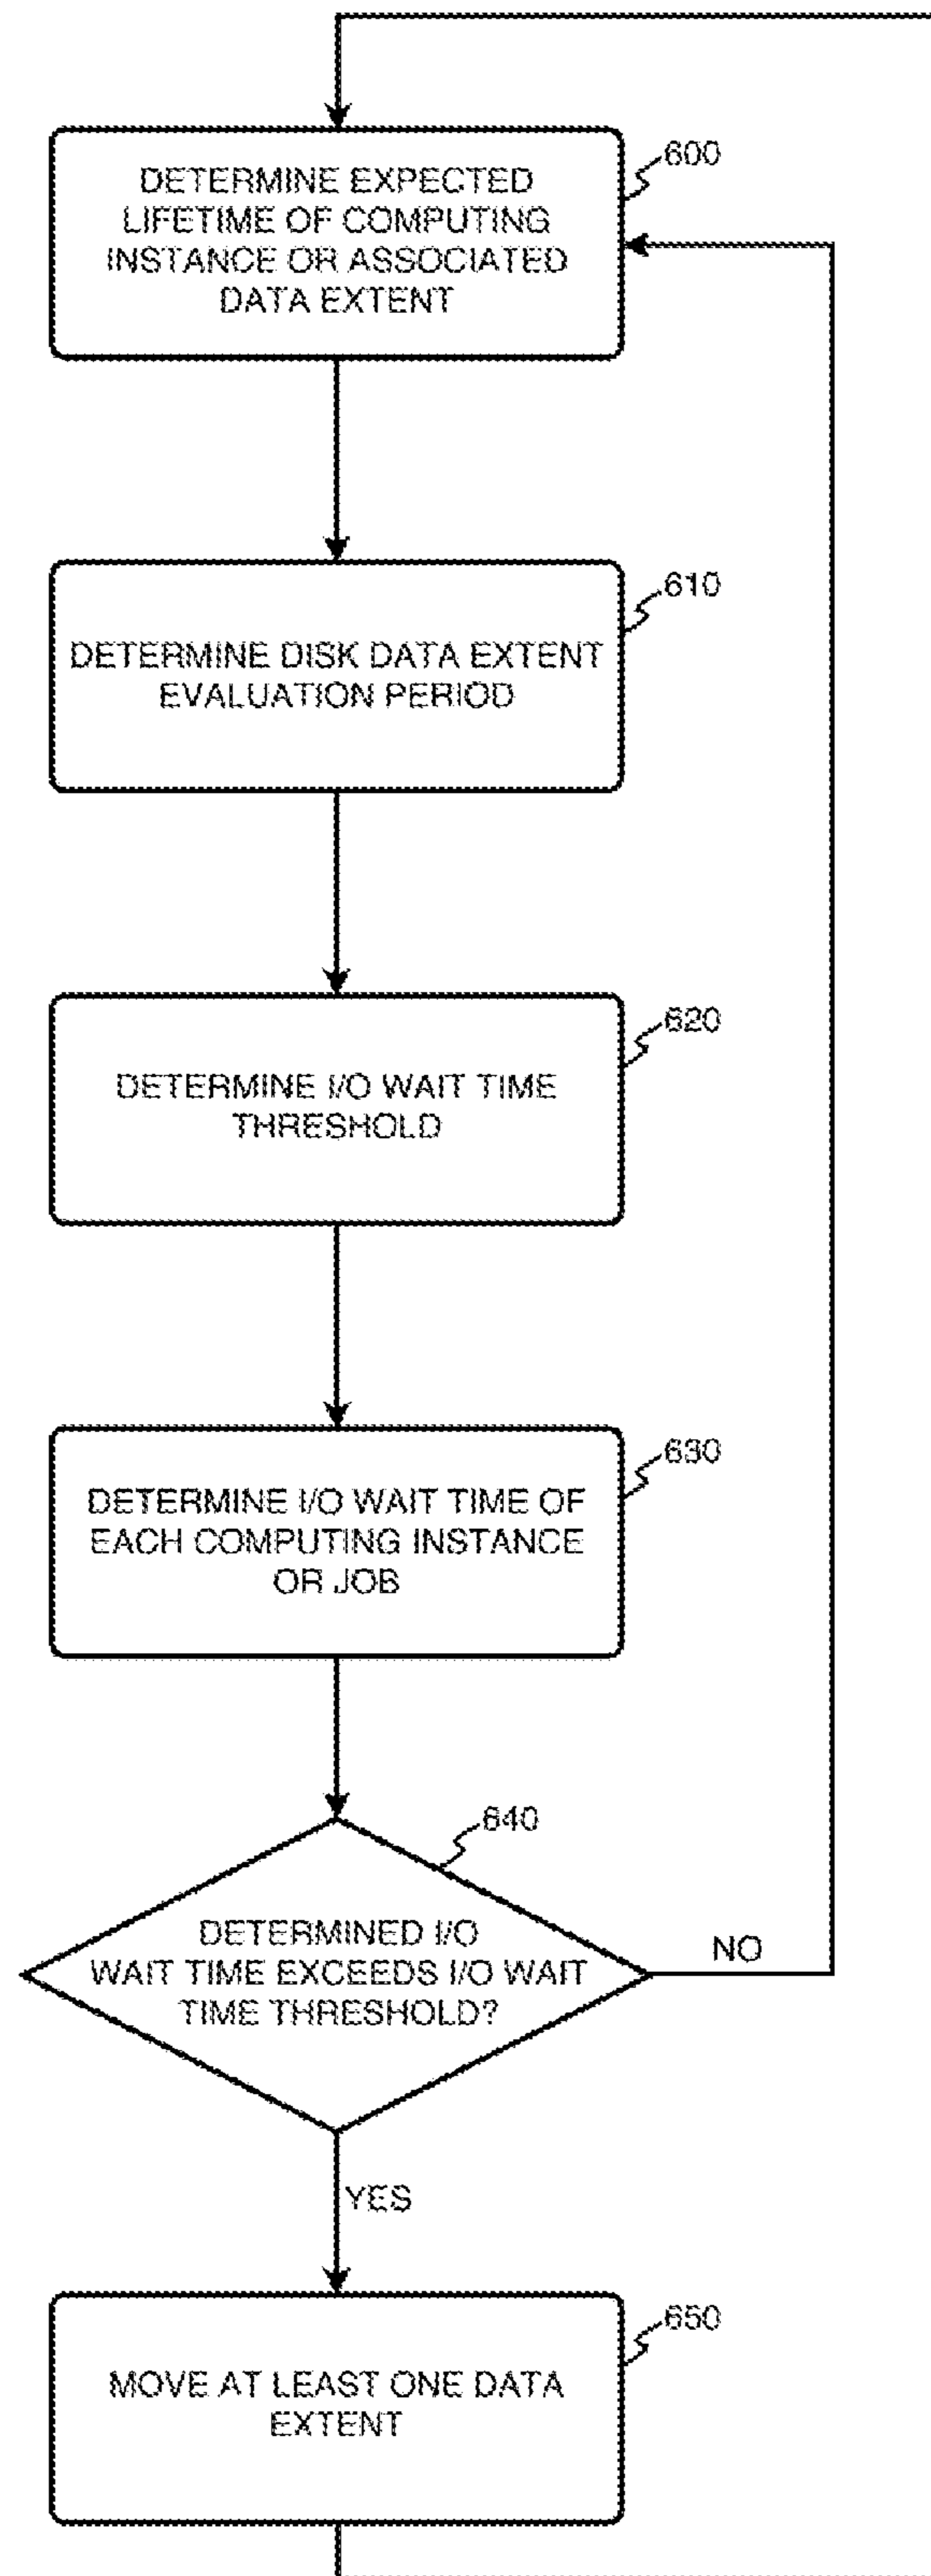 600
DETERMINE EXPECTED
LIFETIME OF COMPUTING
INSTANCE OR ASSOCIATED
DATA EXTENT
610
DETERMINE DISK DATA EXTENT
EVALUATION PERIOD
620
DETERMINE I/O WAIT TIME
THRESHOLD
630
DETERMINE I/O WAIT TIME OF
EACH COMPUTING INSTANCE
OR JOB
640
DETERMINED I/O
WAIT TIME EXCEEDS I/O WAIT
TIME THRESHOLD?
NO
YES
650
MOVE AT LEAST ONE DATA
EXTENT